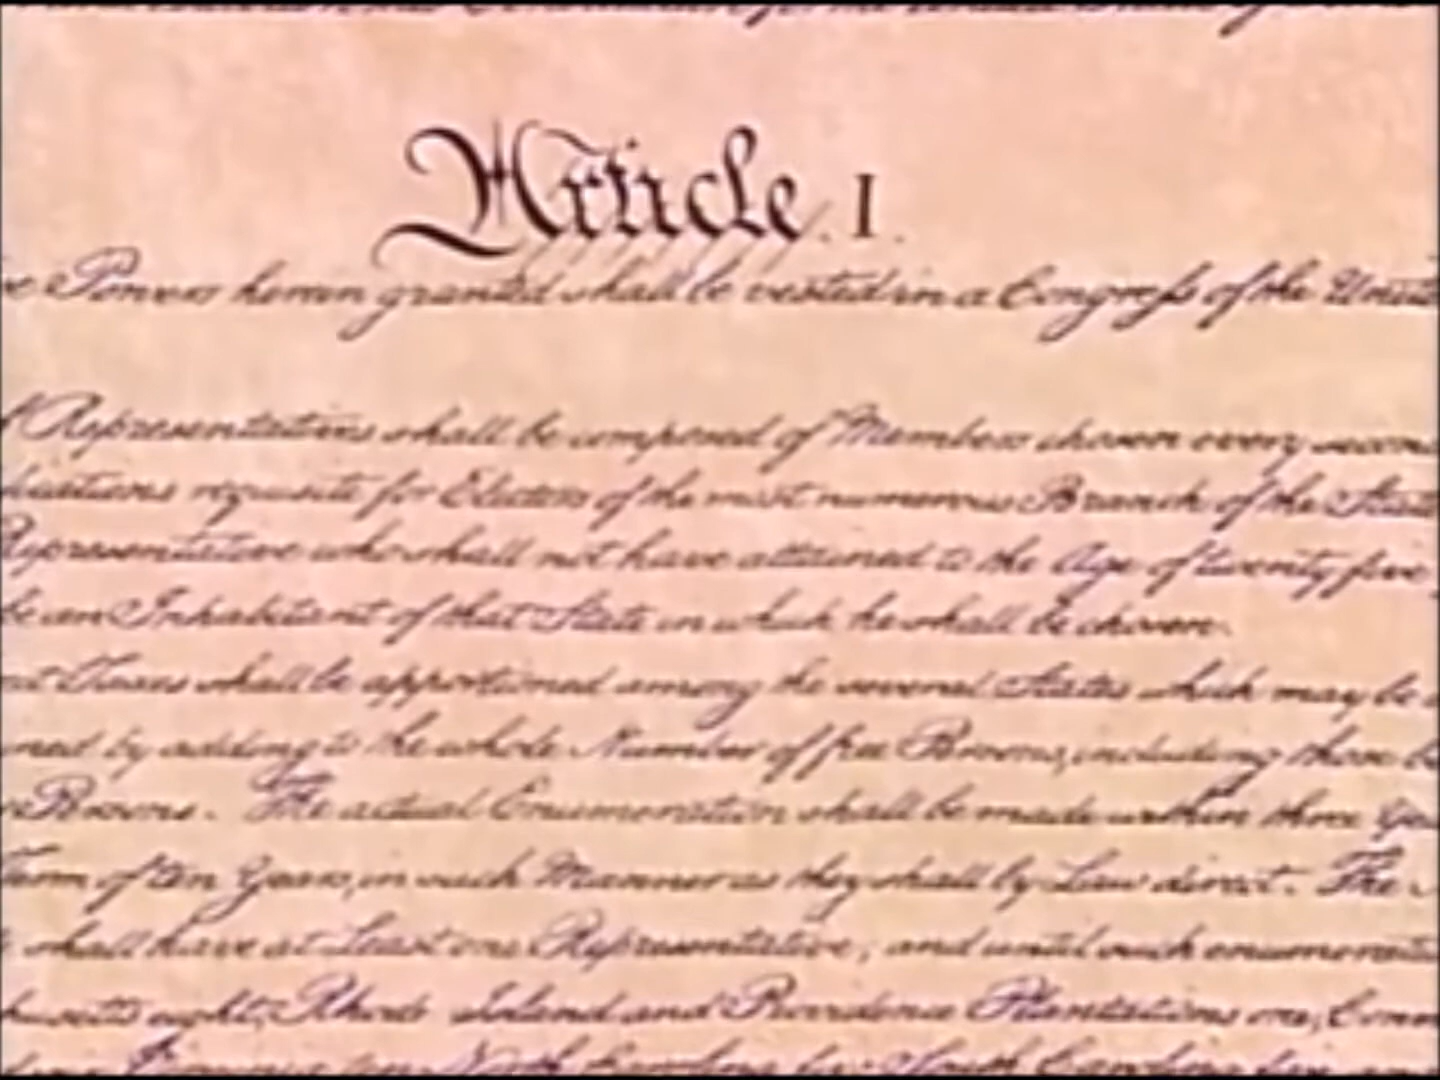 Article. I.
Powers herein granted shall be vested in a Congress of the
Representatives shall be composed of Members chosen every
requisite for Electors of the most numerous Branch of the State
Representative who shall not have attained to the Age of twenty five
be an Inhabitant of that State in which he shall be chosen.
Taxes shall be apportioned among the several States which may be
by adding to the whole Number of free Persons, including those
Persons. The actual Enumeration shall be made within three
Term of ten Years, in such Manner as they shall by Law direct. The
shall have at Least one Representative; and until such
eight, Rhode Island and Providence Plantations one,